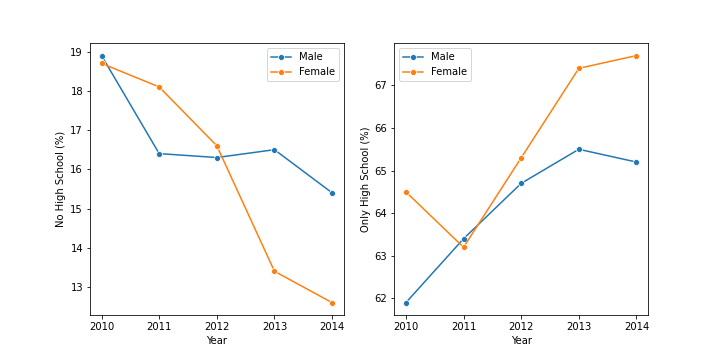 No High School (%)
19
18
17
16
15
14
13
2010 2011 2012 2013 2014
Year
Male
Female
Only High School (%)
67
66
65
64
63
62
2010 2011 2012 2013 2014
Year
Male
Female